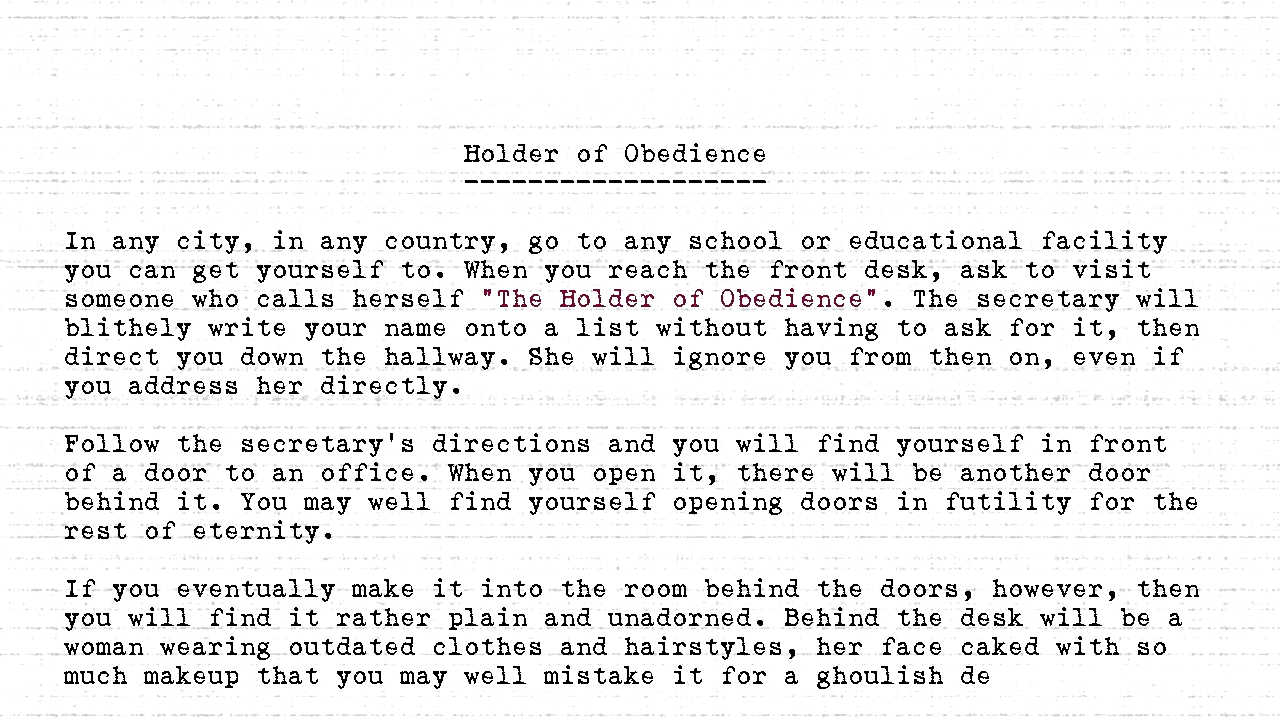 Holder of Obedience
-------------------
In any city, in any country, go to any school or educational facility
you can get yourself to. When you reach the front desk, ask to visit
someone who calls herself "The Holder of Obedience". The secretary will
blithely write your name onto a list without having to ask for it, then
direct you down the hallway. She will ignore you from then on, even if
you address her directly.
Follow the secretary's directions and you will find yourself in front
of a door to an office. When you open it, there will be another door
behind it. You may well find yourself opening doors in futility for the
rest of eternity.
If you eventually make it into the room behind the doors, however, then
you will find it rather plain and unadorned. Behind the desk will be a
woman wearing outdated clothes and hairstyles, her face caked with so
much makeup that you may well mistake it for a ghoulish de